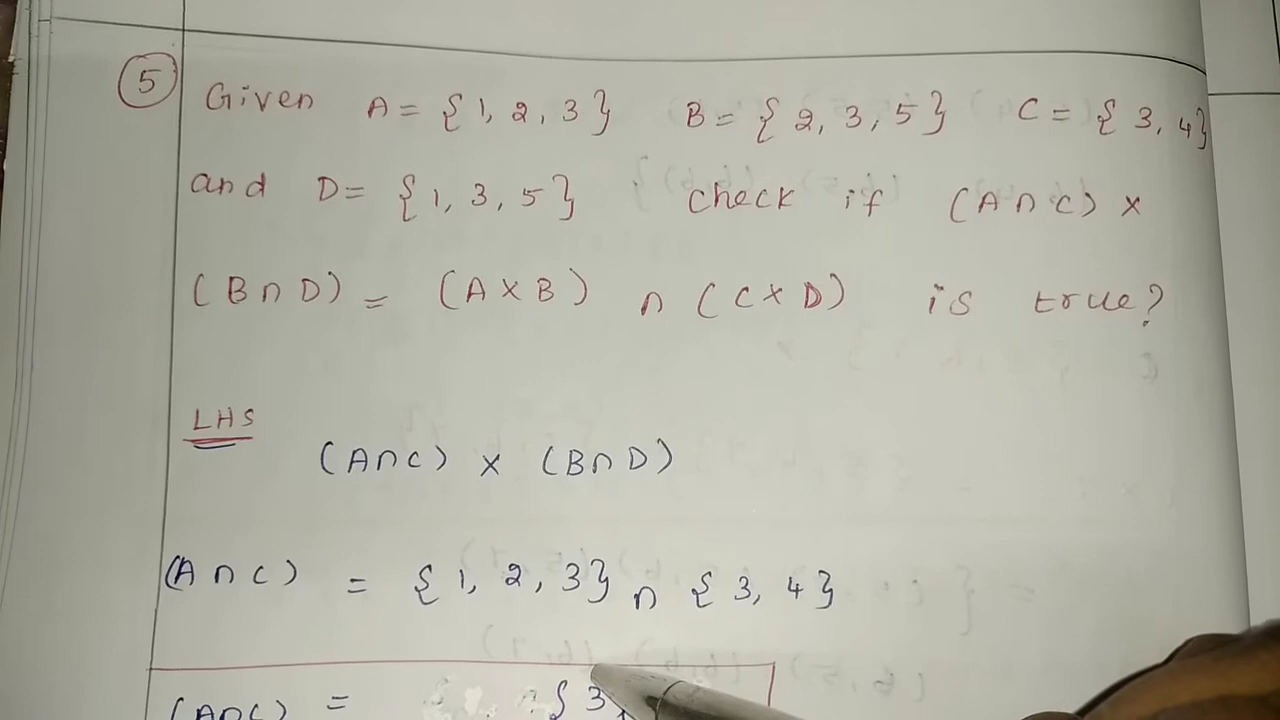 5 Given A = {1, 2, 3} B = {2, 3, 5} C = {3, 4}
and D = {1, 3, 5} check if (A ∩ C) ×
(B ∩ D) = (A × B) ∩ (C × D) is true?
LHS
(A∩C) × (B∩D)
(A ∩ C) = {1, 2, 3} ∩ {3, 4}
(A∩C) = {3